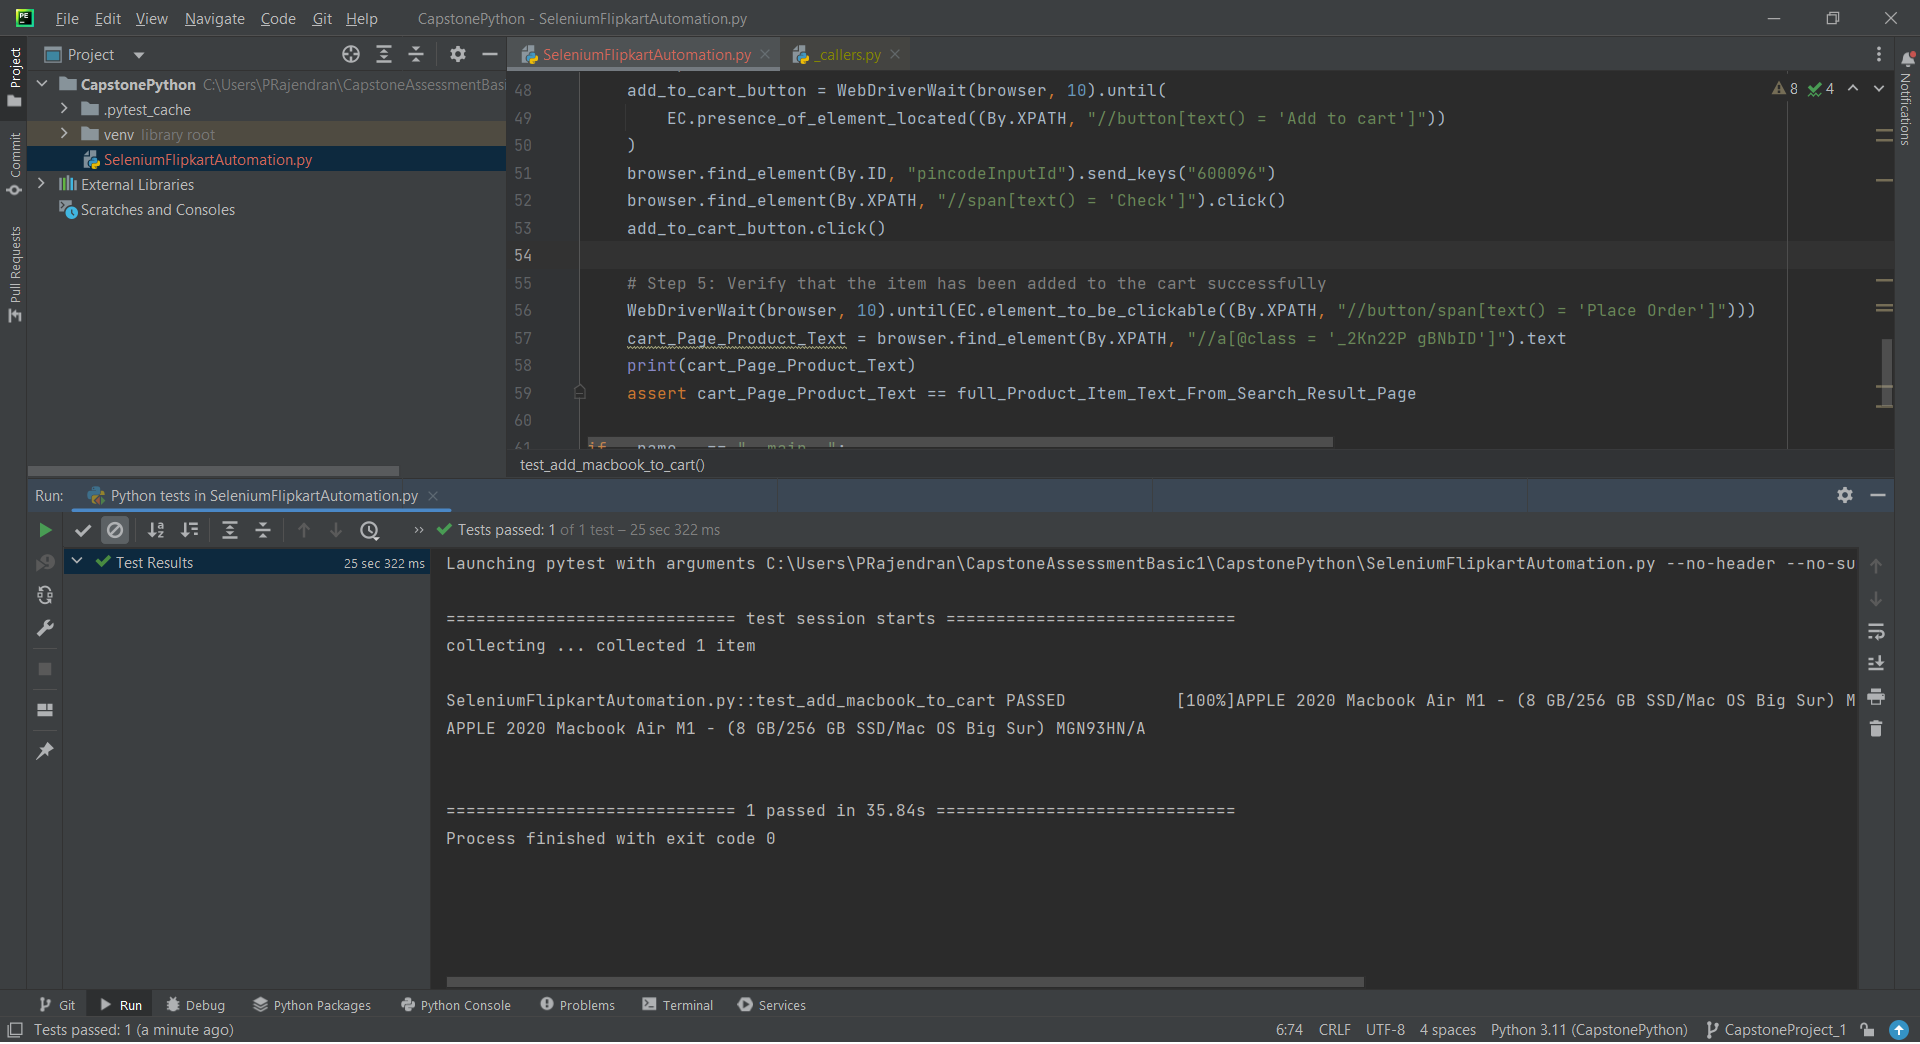 File Edit View Navigate Code Git Help CapstonePython - SeleniumFlipkartAutomation.py
Project
Commit
Pull Requests
Project
CapstonePython C:\Users\PRajendran\CapstoneAssessmentBasi
.pytest_cache
venv library root
SeleniumFlipkartAutomation.py
External Libraries
Scratches and Consoles
SeleniumFlipkartAutomation.py _callers.py
8 4
Notifications
48 add_to_cart_button = WebDriverWait(browser, 10).until(
49 EC.presence_of_element_located((By.XPATH, "//button[text() = 'Add to cart']"))
50 )
51 browser.find_element(By.ID, "pincodeInputId").send_keys("600096")
52 browser.find_element(By.XPATH, "//span[text() = 'Check']").click()
53 add_to_cart_button.click()
54
55 # Step 5: Verify that the item has been added to the cart successfully
56 WebDriverWait(browser, 10).until(EC.element_to_be_clickable((By.XPATH, "//button/span[text() = 'Place Order']")))
57 cart_Page_Product_Text = browser.find_element(By.XPATH, "//a[@class = '_2Kn22P gBNbID']").text
58 print(cart_Page_Product_Text)
59 assert cart_Page_Product_Text == full_Product_Item_Text_From_Search_Result_Page
60
61 if __name__ == "__main__":
test_add_macbook_to_cart()
Run: Python tests in SeleniumFlipkartAutomation.py
Tests passed: 1 of 1 test – 25 sec 322 ms
Test Results 25 sec 322 ms
Launching pytest with arguments C:\Users\PRajendran\CapstoneAssessmentBasic1\CapstonePython\SeleniumFlipkartAutomation.py --no-header --no-su
============================= test session starts =============================
collecting ... collected 1 item
SeleniumFlipkartAutomation.py::test_add_macbook_to_cart PASSED [100%]APPLE 2020 Macbook Air M1 - (8 GB/256 GB SSD/Mac OS Big Sur) M
APPLE 2020 Macbook Air M1 - (8 GB/256 GB SSD/Mac OS Big Sur) MGN93HN/A
============================= 1 passed in 35.84s ==============================
Process finished with exit code 0
Git Run Debug Python Packages Python Console Problems Terminal Services
Tests passed: 1 (a minute ago) 6:74 CRLF UTF-8 4 spaces Python 3.11 (CapstonePython) CapstoneProject_1